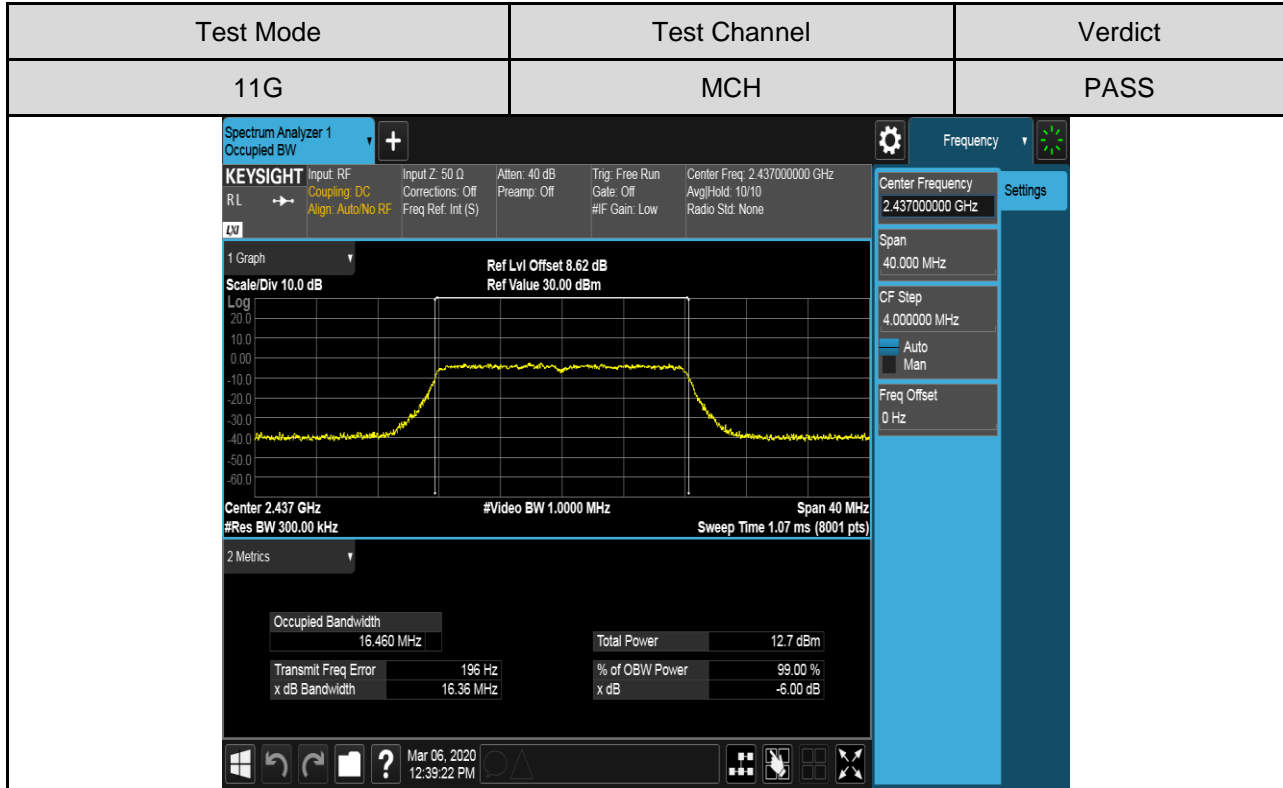 Test Mode Test Channel Verdict
11G MCH PASS
Spectrum Analyzer 1
Occupied BW
+
Frequency
KEYSIGHT Input: RF Input Z: 50 Ω Atten: 40 dB Trig: Free Run Center Freq: 2.437000000 GHz
RL Coupling: DC Corrections: Off Preamp: Off Gate: Off Avg|Hold: 10/10
Align: Auto/No RF Freq Ref: Int (S) #IF Gain: Low Radio Std: None
LXI
Center Frequency
2.437000000 GHz
Settings
Span
40.000 MHz
CF Step
4.000000 MHz
Auto
Man
Freq Offset
0 Hz
1 Graph
Ref Lvl Offset 8.62 dB
Scale/Div 10.0 dB Ref Value 30.00 dBm
Log
20.0
10.0
0.00
-10.0
-20.0
-30.0
-40.0
-50.0
-60.0
Center 2.437 GHz #Video BW 1.0000 MHz Span 40 MHz
#Res BW 300.00 kHz Sweep Time 1.07 ms (8001 pts)
2 Metrics
Occupied Bandwidth
16.460 MHz Total Power 12.7 dBm
Transmit Freq Error 196 Hz % of OBW Power 99.00 %
x dB Bandwidth 16.36 MHz x dB -6.00 dB
? Mar 06, 2020
12:39:22 PM